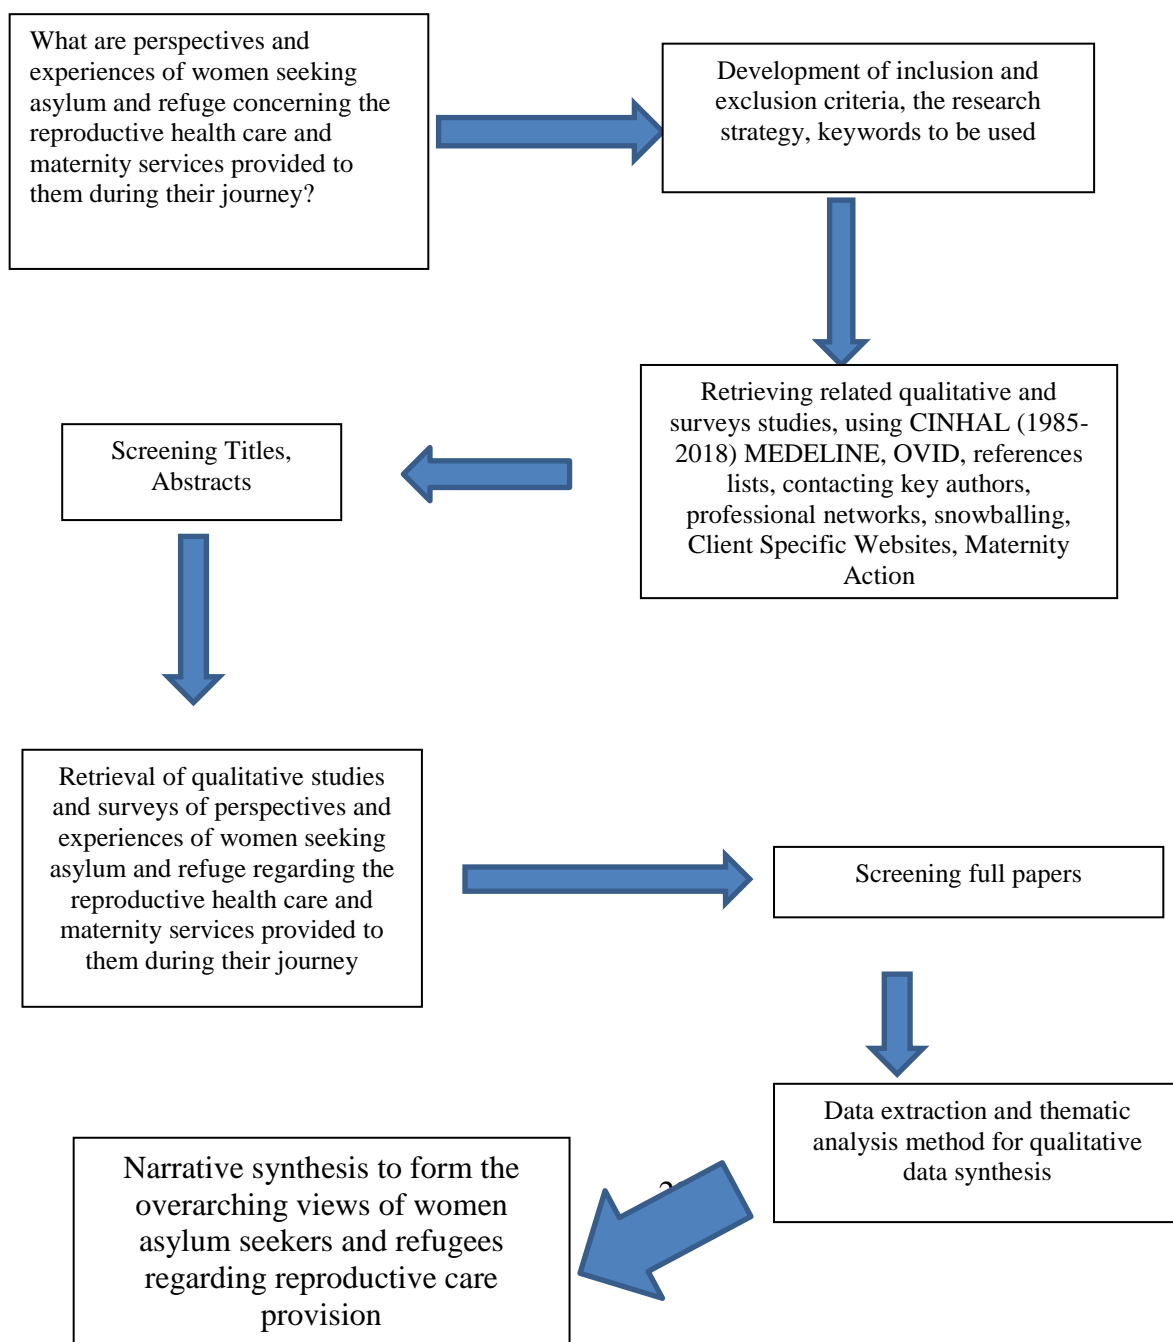 What are perspectives and
experiences of women seeking
asylum and refuge concerning the
reproductive health care and
maternity services provided to
them during their journey?
Development of inclusion and
exclusion criteria, the research
strategy, keywords to be used
Retrieving related qualitative and
surveys studies, using CINHAL (1985-
2018) MEDELINE, OVID, references
lists, contacting key authors,
professional networks, snowballing,
Client Specific Websites, Maternity
Action
Screening Titles,
Abstracts
Retrieval of qualitative studies
and surveys of perspectives and
experiences of women seeking
asylum and refuge regarding the
reproductive health care and
maternity services provided to
them during their journey
Screening full papers
Data extraction and thematic
analysis method for qualitative
data synthesis
Narrative synthesis to form the
overarching views of women
asylum seekers and refugees
regarding reproductive care
provision